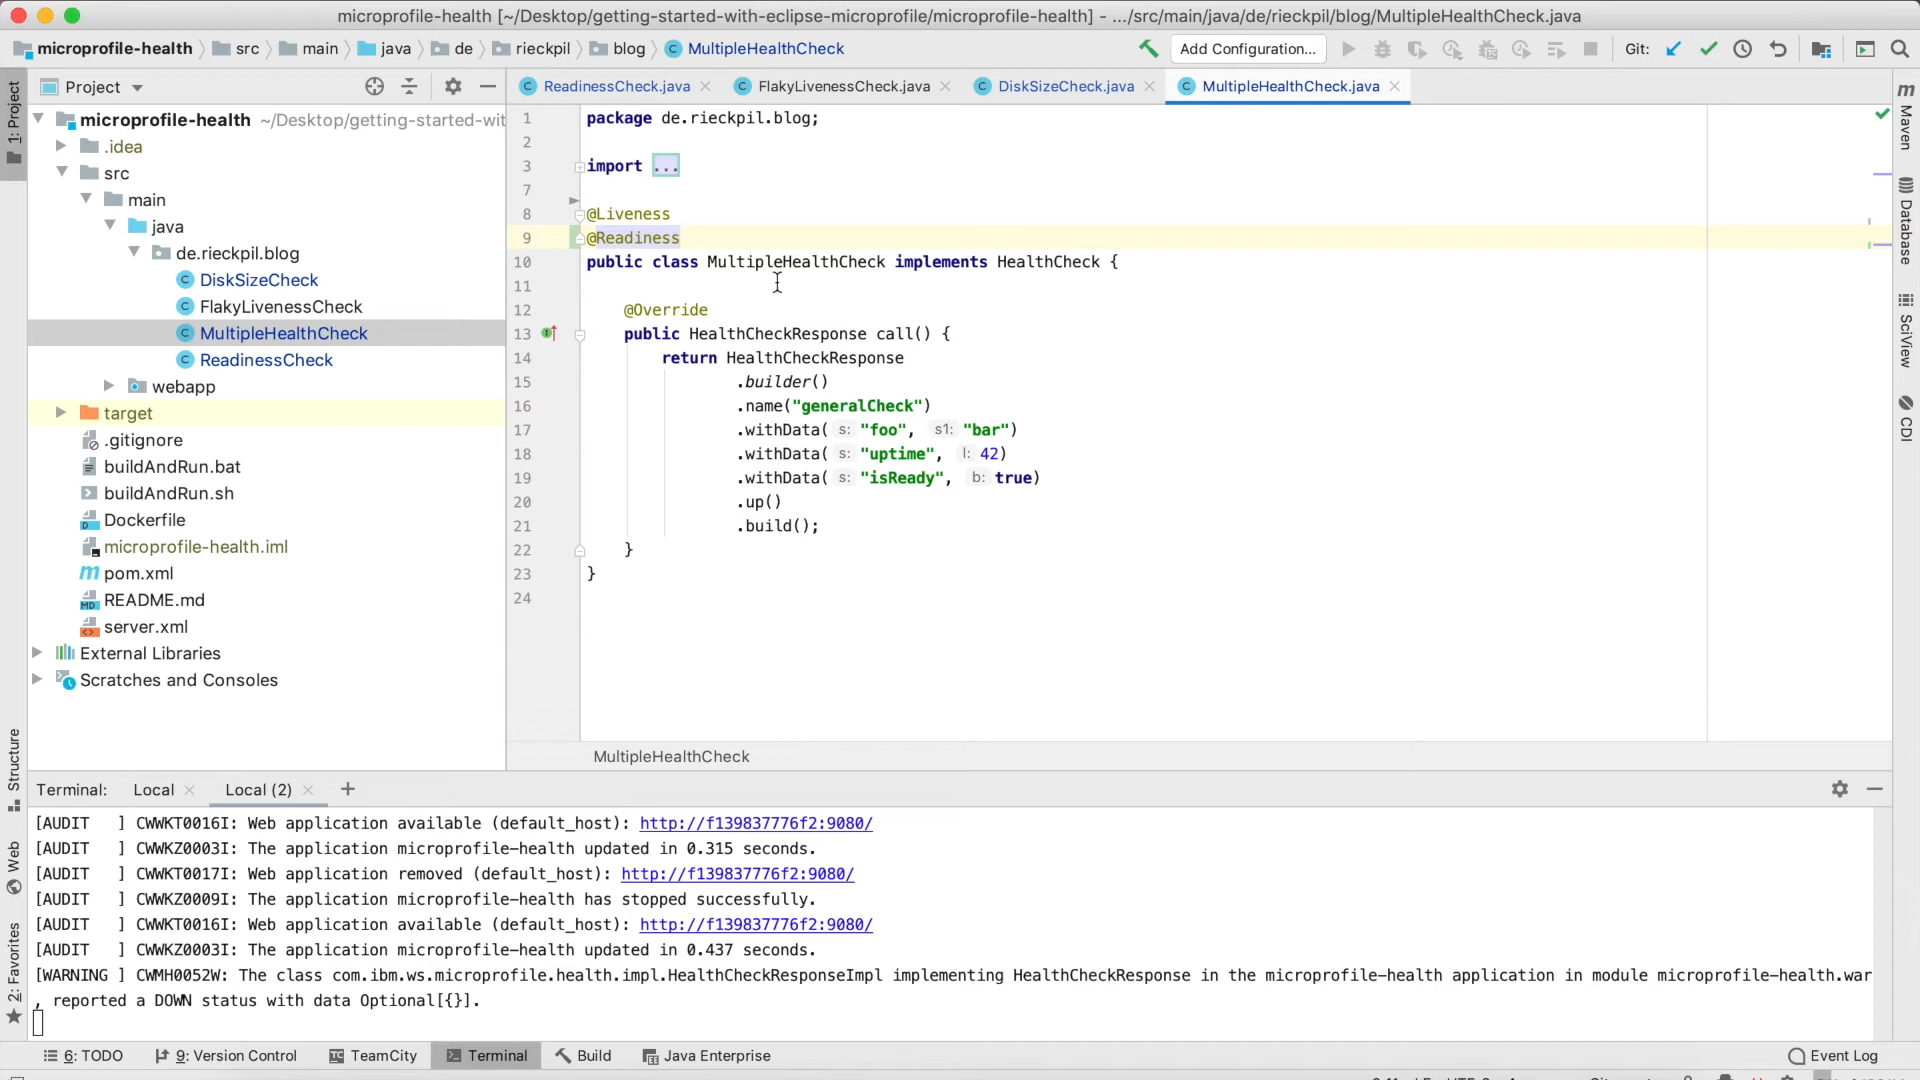 microprofile-health [~/Desktop/getting-started-with-eclipse-microprofile/microprofile-health] - .../src/main/java/de/rieckpil/blog/MultipleHealthCheck.java
microprofile-health src main java de rieckpil blog MultipleHealthCheck Add Configuration... Git:
Project
ReadinessCheck.java FlakyLivenessCheck.java DiskSizeCheck.java MultipleHealthCheck.java
1: Project
microprofile-health ~/Desktop/getting-started-wit
.idea
src
main
java
de.rieckpil.blog
DiskSizeCheck
FlakyLivenessCheck
MultipleHealthCheck
ReadinessCheck
webapp
target
.gitignore
buildAndRun.bat
buildAndRun.sh
Dockerfile
microprofile-health.iml
pom.xml
README.md
server.xml
External Libraries
Scratches and Consoles
1 package de.rieckpil.blog;
2
3 import ...
7
8 @Liveness
9 @Readiness
10 public class MultipleHealthCheck implements HealthCheck {
11
12 @Override
13 public HealthCheckResponse call() {
14 return HealthCheckResponse
15 .builder()
16 .name("generalCheck")
17 .withData( s: "foo", s1: "bar")
18 .withData( s: "uptime", l: 42)
19 .withData( s: "isReady", b: true)
20 .up()
21 .build();
22 }
23 }
24
MultipleHealthCheck
Maven
Database
SciView
CDI
Structure
Web
2: Favorites
Terminal: Local Local (2) +
[AUDIT ] CWWKT0016I: Web application available (default_host): http://f139837776f2:9080/
[AUDIT ] CWWKZ0003I: The application microprofile-health updated in 0.315 seconds.
[AUDIT ] CWWKT0017I: Web application removed (default_host): http://f139837776f2:9080/
[AUDIT ] CWWKZ0009I: The application microprofile-health has stopped successfully.
[AUDIT ] CWWKT0016I: Web application available (default_host): http://f139837776f2:9080/
[AUDIT ] CWWKZ0003I: The application microprofile-health updated in 0.437 seconds.
[WARNING ] CWMH0052W: The class com.ibm.ws.microprofile.health.impl.HealthCheckResponseImpl implementing HealthCheckResponse in the microprofile-health application in module microprofile-health.war
, reported a DOWN status with data Optional[{}].
6: TODO 9: Version Control TeamCity Terminal Build Java Enterprise Event Log